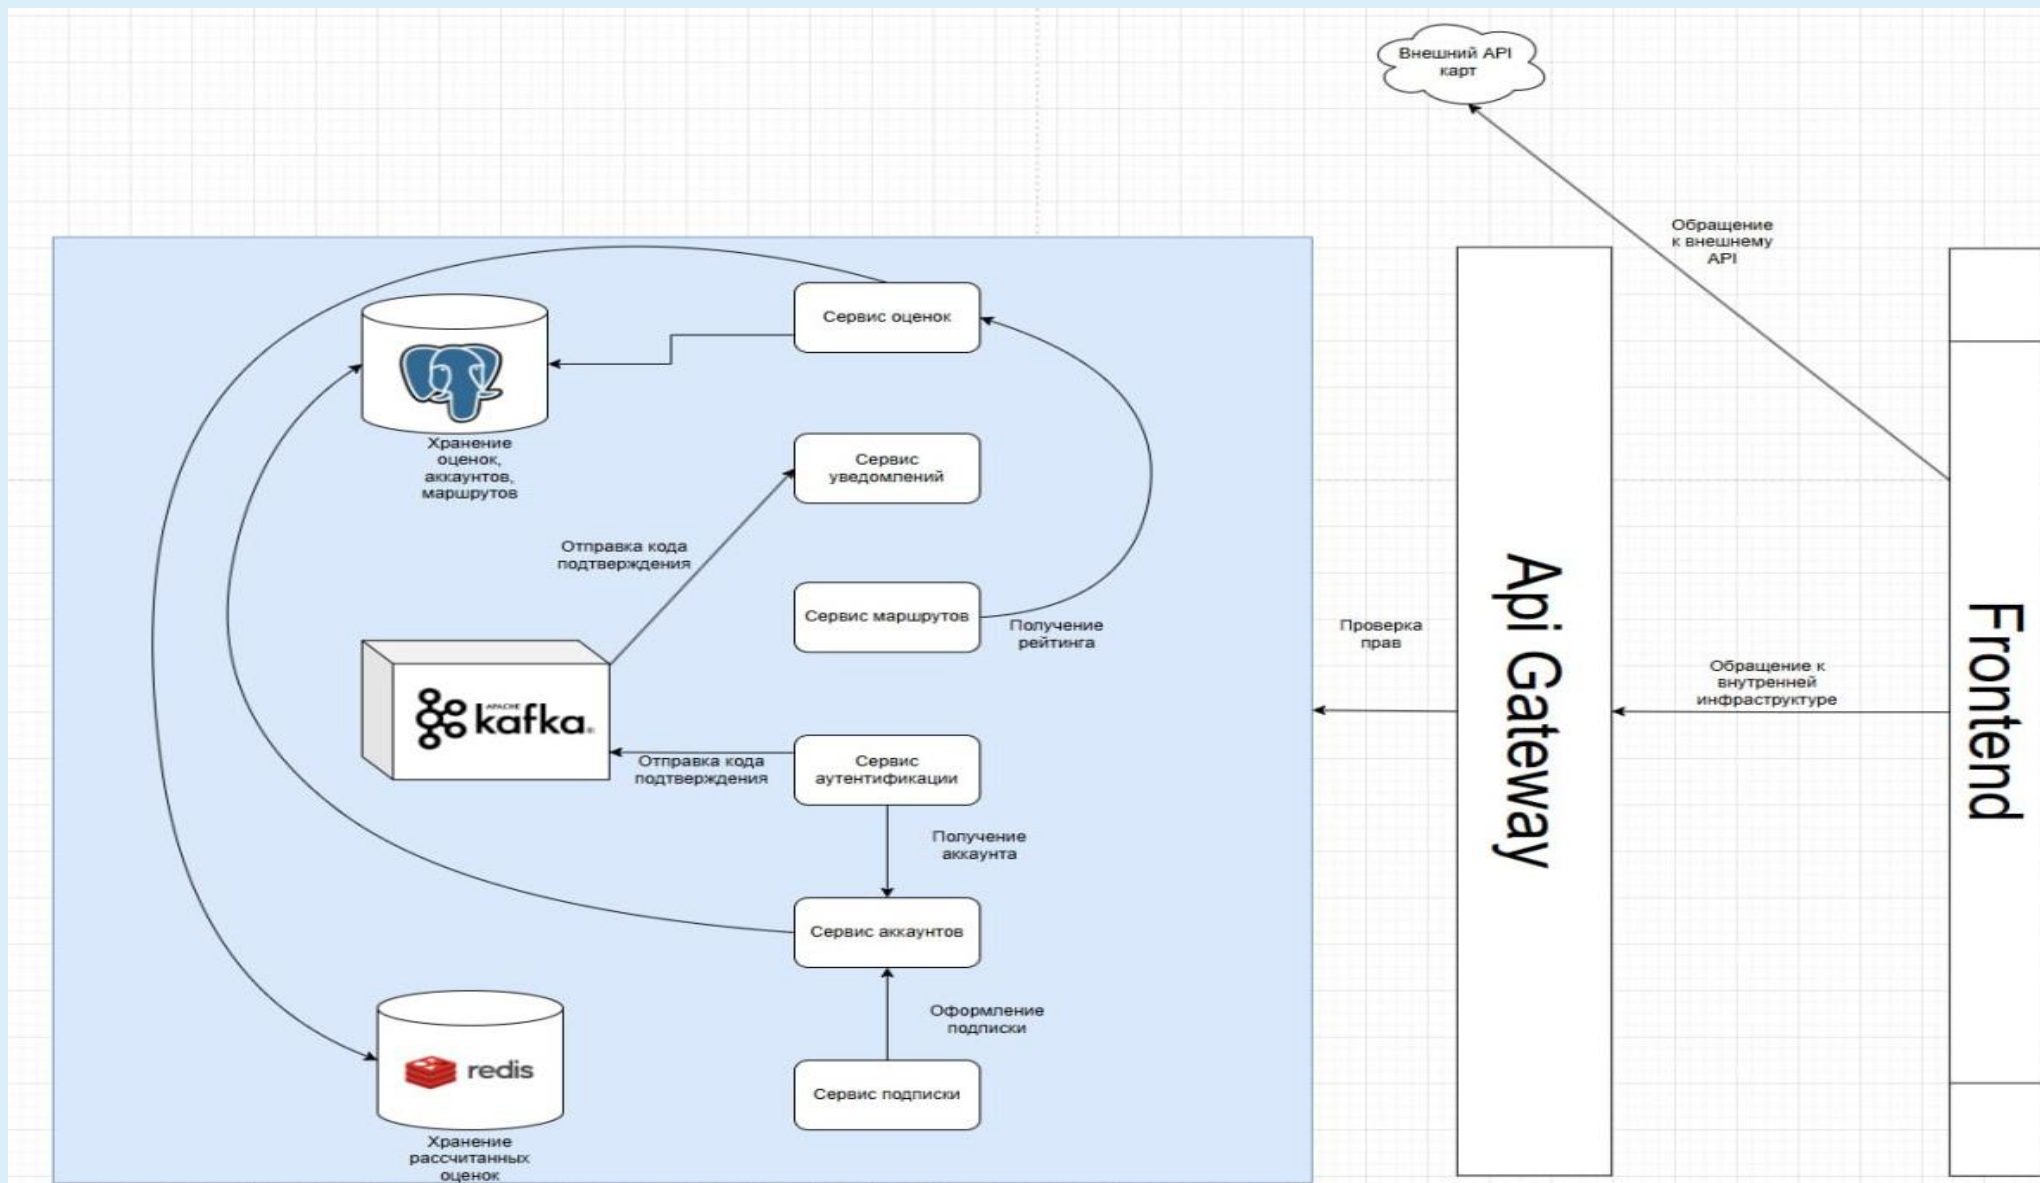 Внешний API
карт
Обращение
к внешнему
API
Сервис оценок
Хранение
оценок,
аккаунтов,
маршрутов
Сервис
уведомлений
Отправка кода
подтверждения
Сервис маршрутов
Получение
рейтинга
Проверка
прав
Api Gateway
Обращение к
внутренней
инфраструктуре
Frontend
APACHE
kafka
Отправка кода
подтверждения
Сервис
аутентификации
Получение
аккаунта
Сервис аккаунтов
Оформление
подписки
redis
Сервис подписки
Хранение
рассчитанных
оценок